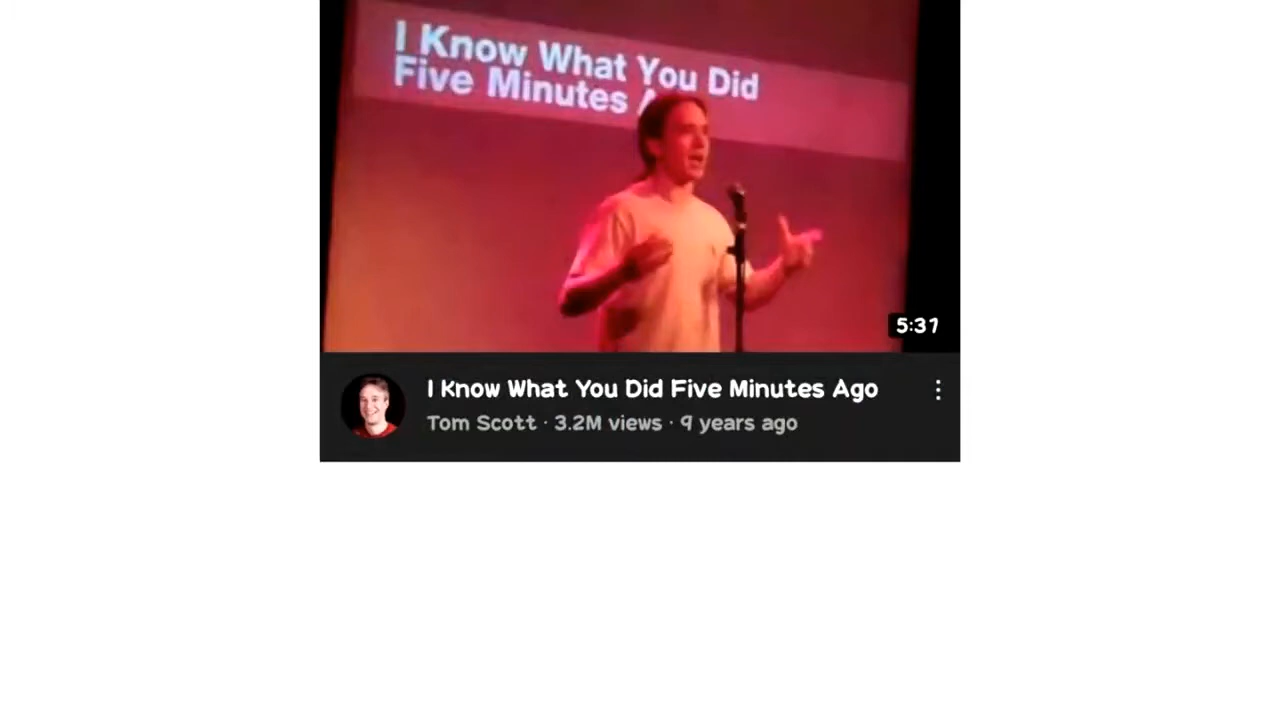 I Know What You Did
Five Minutes A
5:31
I Know What You Did Five Minutes Ago
Tom Scott · 3.2M views · 9 years ago